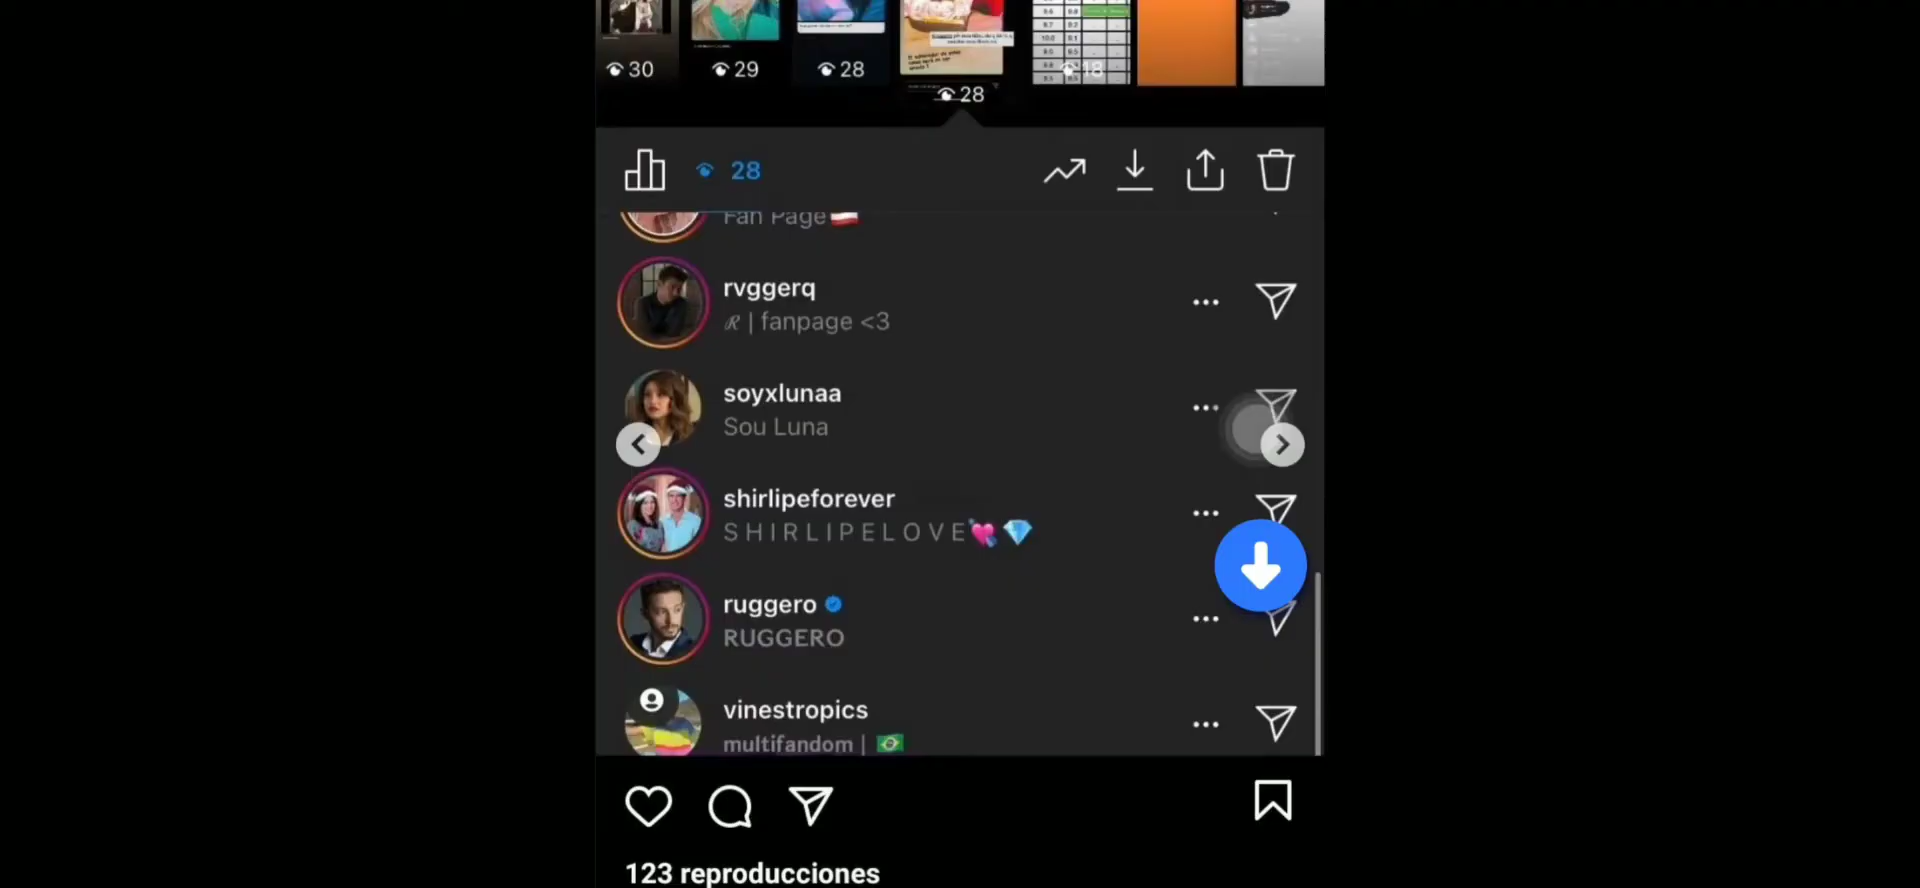 30
29
28
28
18
28
Fan Page
rvggerq
ℛ | fanpage <3
soyxlunaa
Sou Luna
shirlipeforever
S H I R L I P E L O V E💘💎
ruggero
RUGGERO
vinestropics
multifandom | 🇧🇷
123 reproducciones